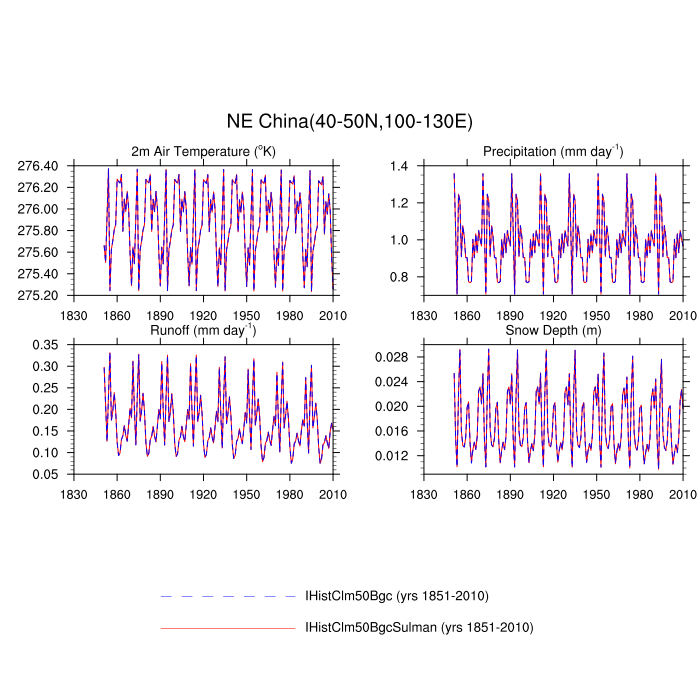 NE China(40-50N,100-130E)
2m Air Temperature (°K)
Precipitation (mm day-1)
276.40
276.20
276.00
275.80
275.60
275.40
275.20
1830 1860 1890 1920 1950 1980 2010
1.4
1.2
1.0
0.8
1830 1860 1890 1920 1950 1980 2010
Runoff (mm day-1)
Snow Depth (m)
0.35
0.30
0.25
0.20
0.15
0.10
0.05
1830 1860 1890 1920 1950 1980 2010
0.028
0.024
0.020
0.016
0.012
1830 1860 1890 1920 1950 1980 2010
IHistClm50Bgc (yrs 1851-2010)
IHistClm50BgcSulman (yrs 1851-2010)